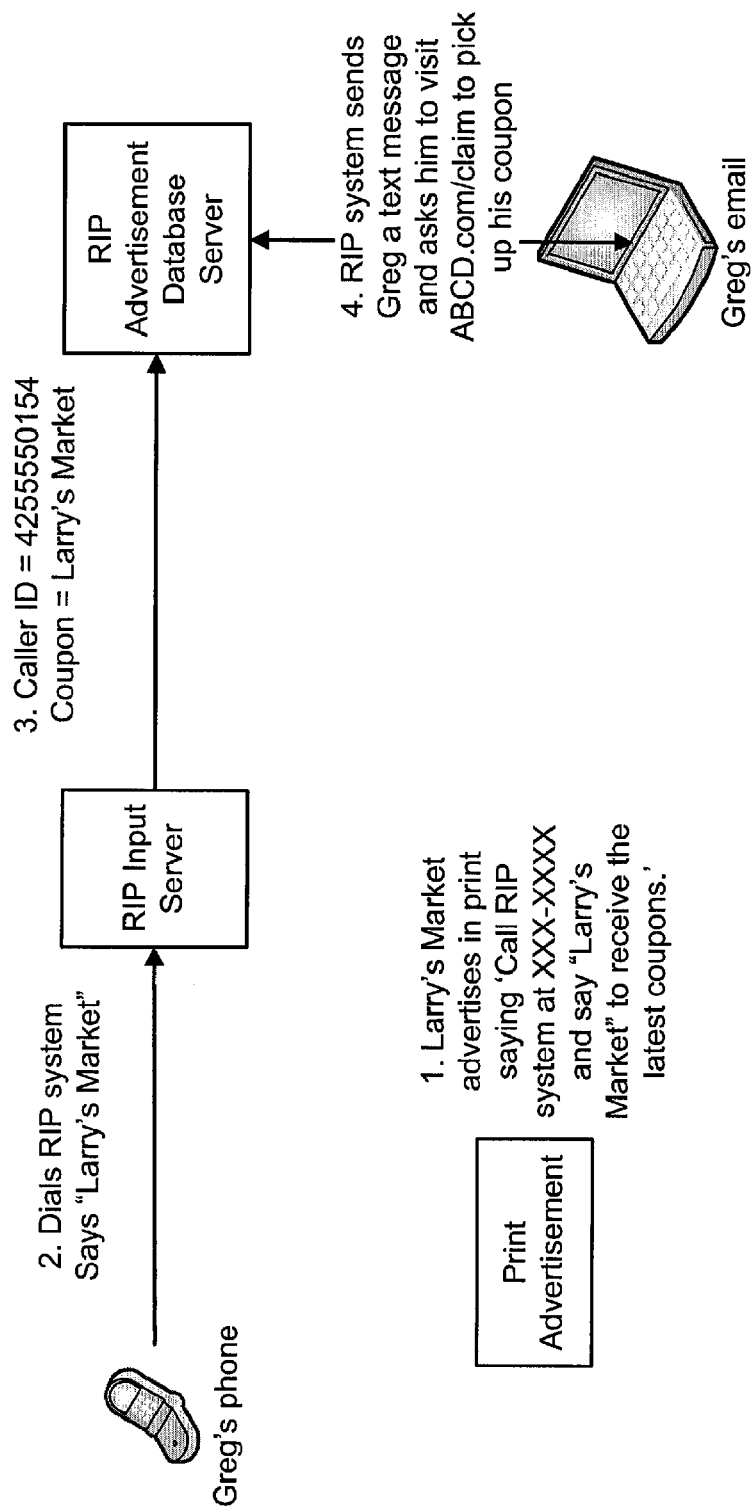 2. Dials RIP system
Says “Larry’s Market”
Greg’s phone
RIP Input
Server
3. Caller ID = 4255550154
Coupon = Larry’s Market
RIP
Advertisement
Database
Server
1. Larry’s Market
advertises in print
saying ‘Call RIP
system at XXX-XXXX
and say “Larry’s
Market” to receive the
latest coupons.’
Print
Advertisement
4. RIP system sends
Greg a text message
and asks him to visit
ABCD.com/claim to pick
up his coupon
Greg’s email